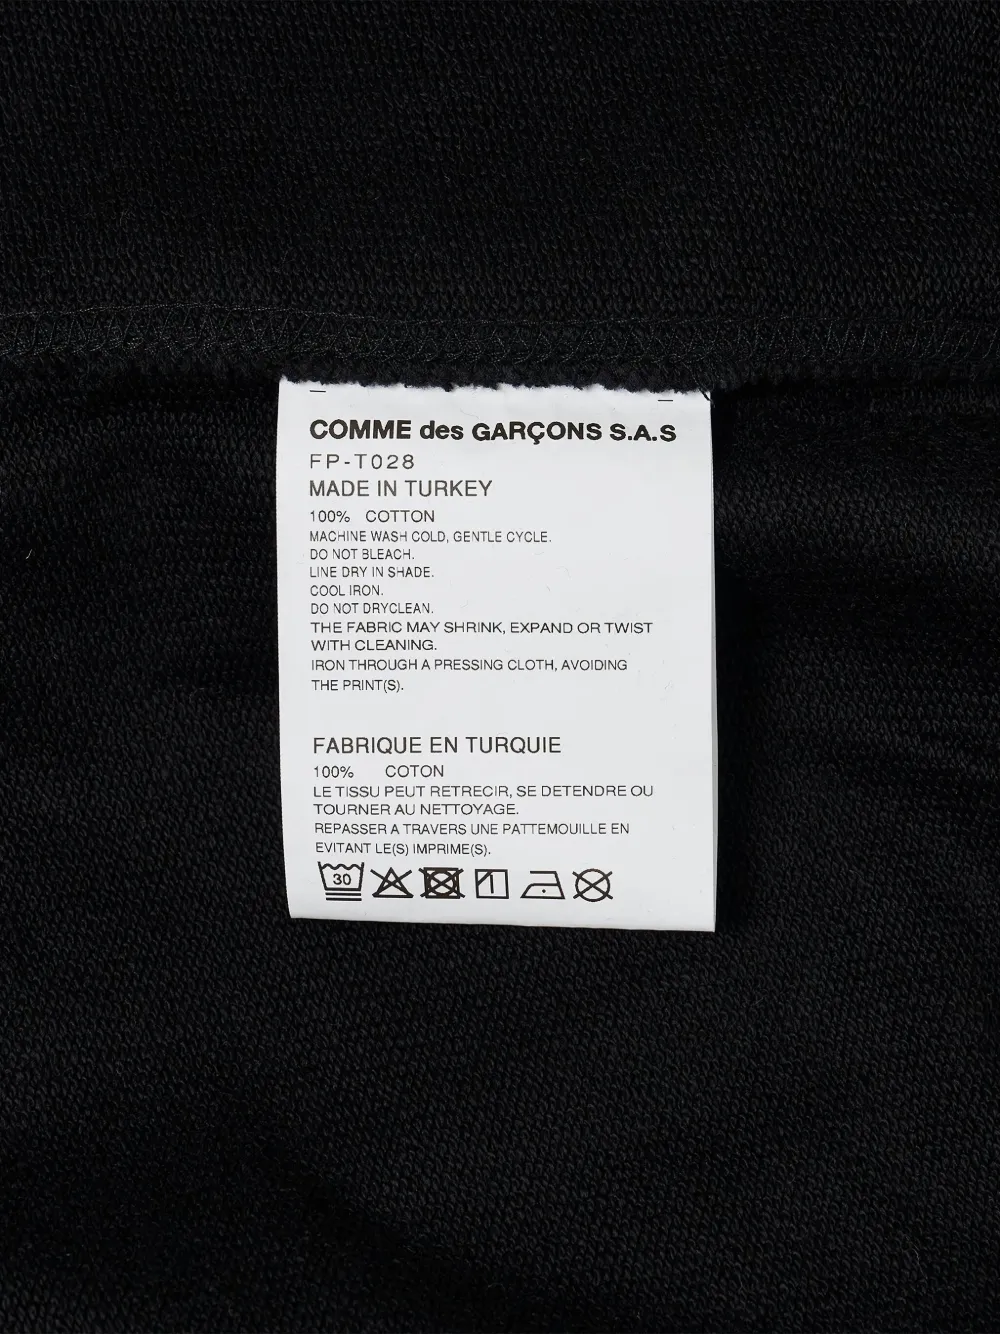 COMME des GARÇONS S.A.S
FP-T028
MADE IN TURKEY
100% COTTON
MACHINE WASH COLD, GENTLE CYCLE.
DO NOT BLEACH.
LINE DRY IN SHADE.
COOL IRON.
DO NOT DRYCLEAN.
THE FABRIC MAY SHRINK, EXPAND OR TWIST
WITH CLEANING.
IRON THROUGH A PRESSING CLOTH, AVOIDING
THE PRINT(S).
FABRIQUE EN TURQUIE
100% COTON
LE TISSU PEUT RETRECIR, SE DETENDRE OU
TOURNER AU NETTOYAGE.
REPASSER A TRAVERS UNE PATTEMOUILLE EN
EVITANT LE(S) IMPRIME(S).
30